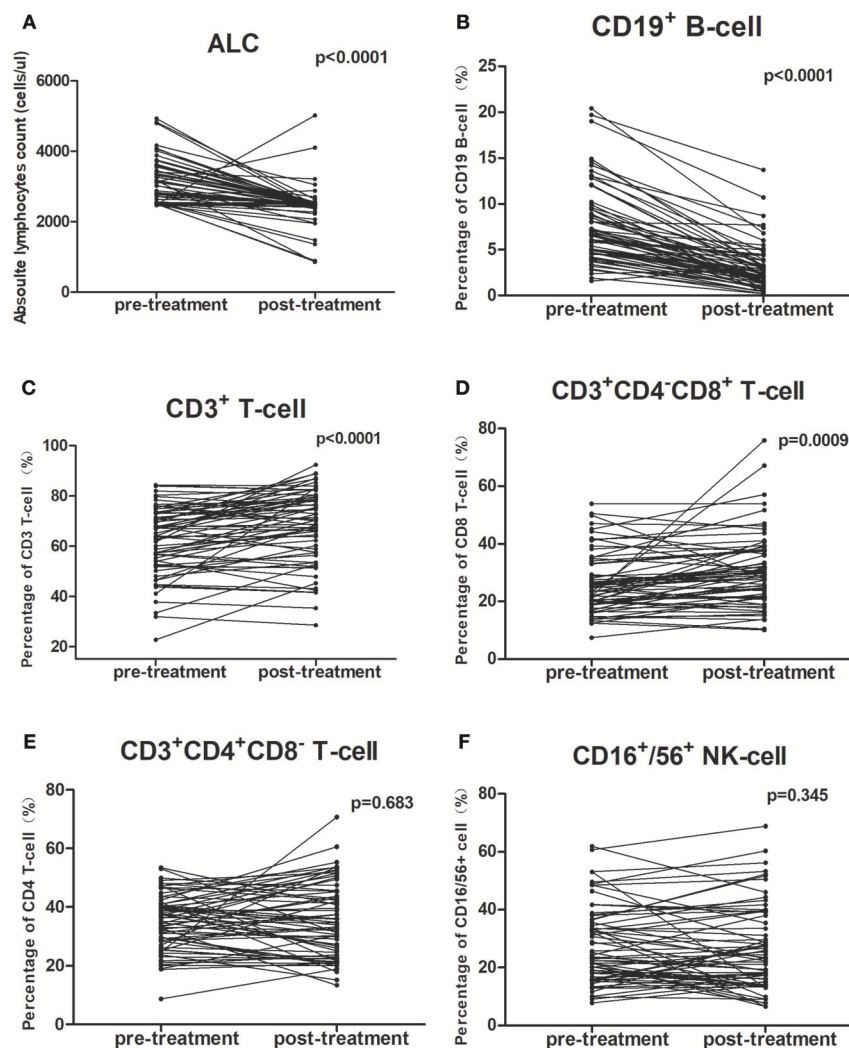 A
ALC
p<0.0001
Absoulte lymphocytes count (cells/ul)
6000
4000
2000
0
pre-treatment post-treatment
B
CD19+ B-cell
p<0.0001
Percentage of CD19 B-cell (%)
25
20
15
10
5
0
pre-treatment post-treatment
C
CD3+ T-cell
p<0.0001
Percentage of CD3 T-cell (%)
100
80
60
40
20
pre-treatment post-treatment
D
CD3+CD4-CD8+ T-cell
p=0.0009
Percentage of CD8 T-cell (%)
80
60
40
20
0
pre-treatment post-treatment
E
CD3+CD4+CD8- T-cell
p=0.683
Percentage of CD4 T-cell (%)
80
60
40
20
0
pre-treatment post-treatment
F
CD16+/56+ NK-cell
p=0.345
Percentage of CD16/56+ cell (%)
80
60
40
20
0
pre-treatment post-treatment